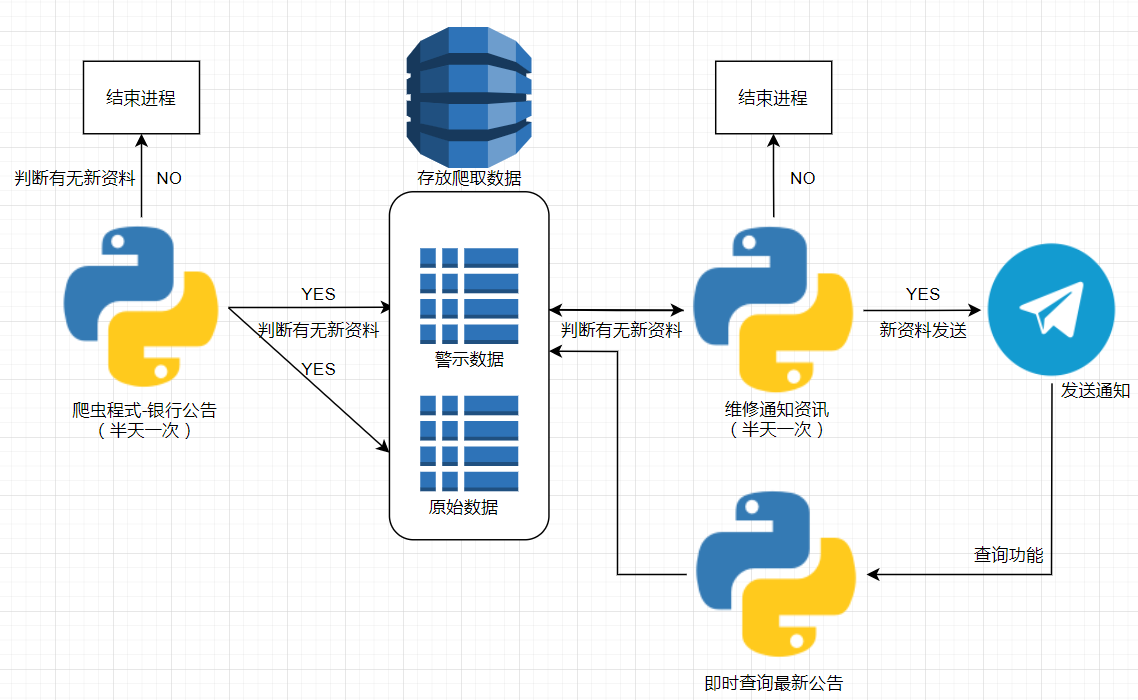 结束进程
结束进程
存放爬取数据
判断有无新资料
NO
NO
YES
YES
判断有无新资料
判断有无新资料
新资料发送
警示数据
YES
发送通知
爬虫程式-银行公告
（半天一次）
维修通知资讯
（半天一次）
原始数据
查询功能
即时查询最新公告